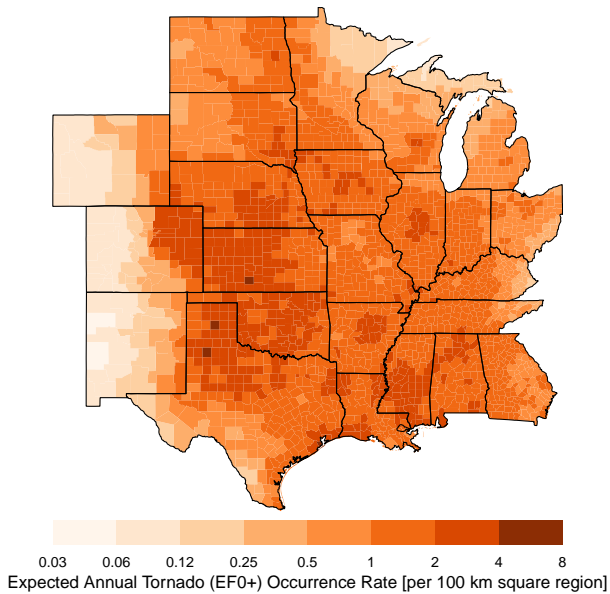 0.03 0.06 0.12 0.25 0.5 1 2 4 8
Expected Annual Tornado (EF0+) Occurrence Rate [per 100 km square region]